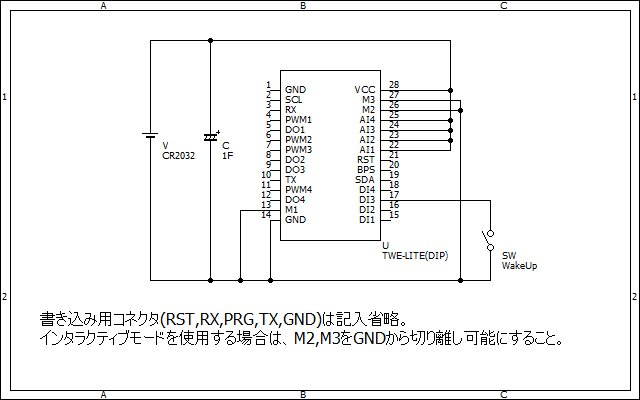 A B C
1 1
1 GND VCC 28
2 SCL M3 27
3 RX M2 26
4 PWM1 AI4 25
5 DO1 AI3 24
6 PWM2 AI2 23
7 PWM3 AI1 22
8 DO2 RST 21
9 DO3 BPS 20
10 TX SDA 19
11 PWM4 DI4 18
12 DO4 DI3 17
13 M1 DI2 16
14 GND DI1 15
V
CR2032
+
C
1F
U
TWE-LITE(DIP)
SW
WakeUp
2 2
書き込み用コネクタ(RST,RX,PRG,TX,GND)は記入省略。
インタラクティブモードを使用する場合は、M2,M3をGNDから切り離し可能にすること。
A B C